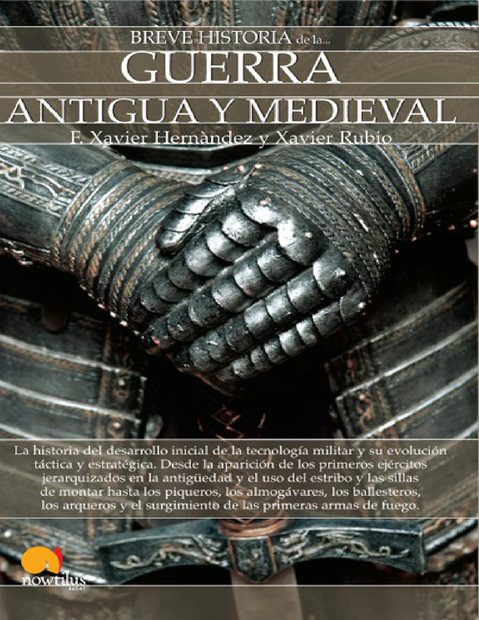 BREVE HISTORIA de la...
GUERRA
ANTIGUA Y MEDIEVAL
F. Xavier Hernàndez y Xavier Rubio
La historia del desarrollo inicial de la tecnología militar y su evolución
táctica y estratégica. Desde la aparición de los primeros ejércitos
jerarquizados en la antigüedad y el uso del estribo y las sillas
de montar hasta los piqueros, los almogávares, los ballesteros,
los arqueros y el surgimiento de las primeras armas de fuego.
nowtilus
saber